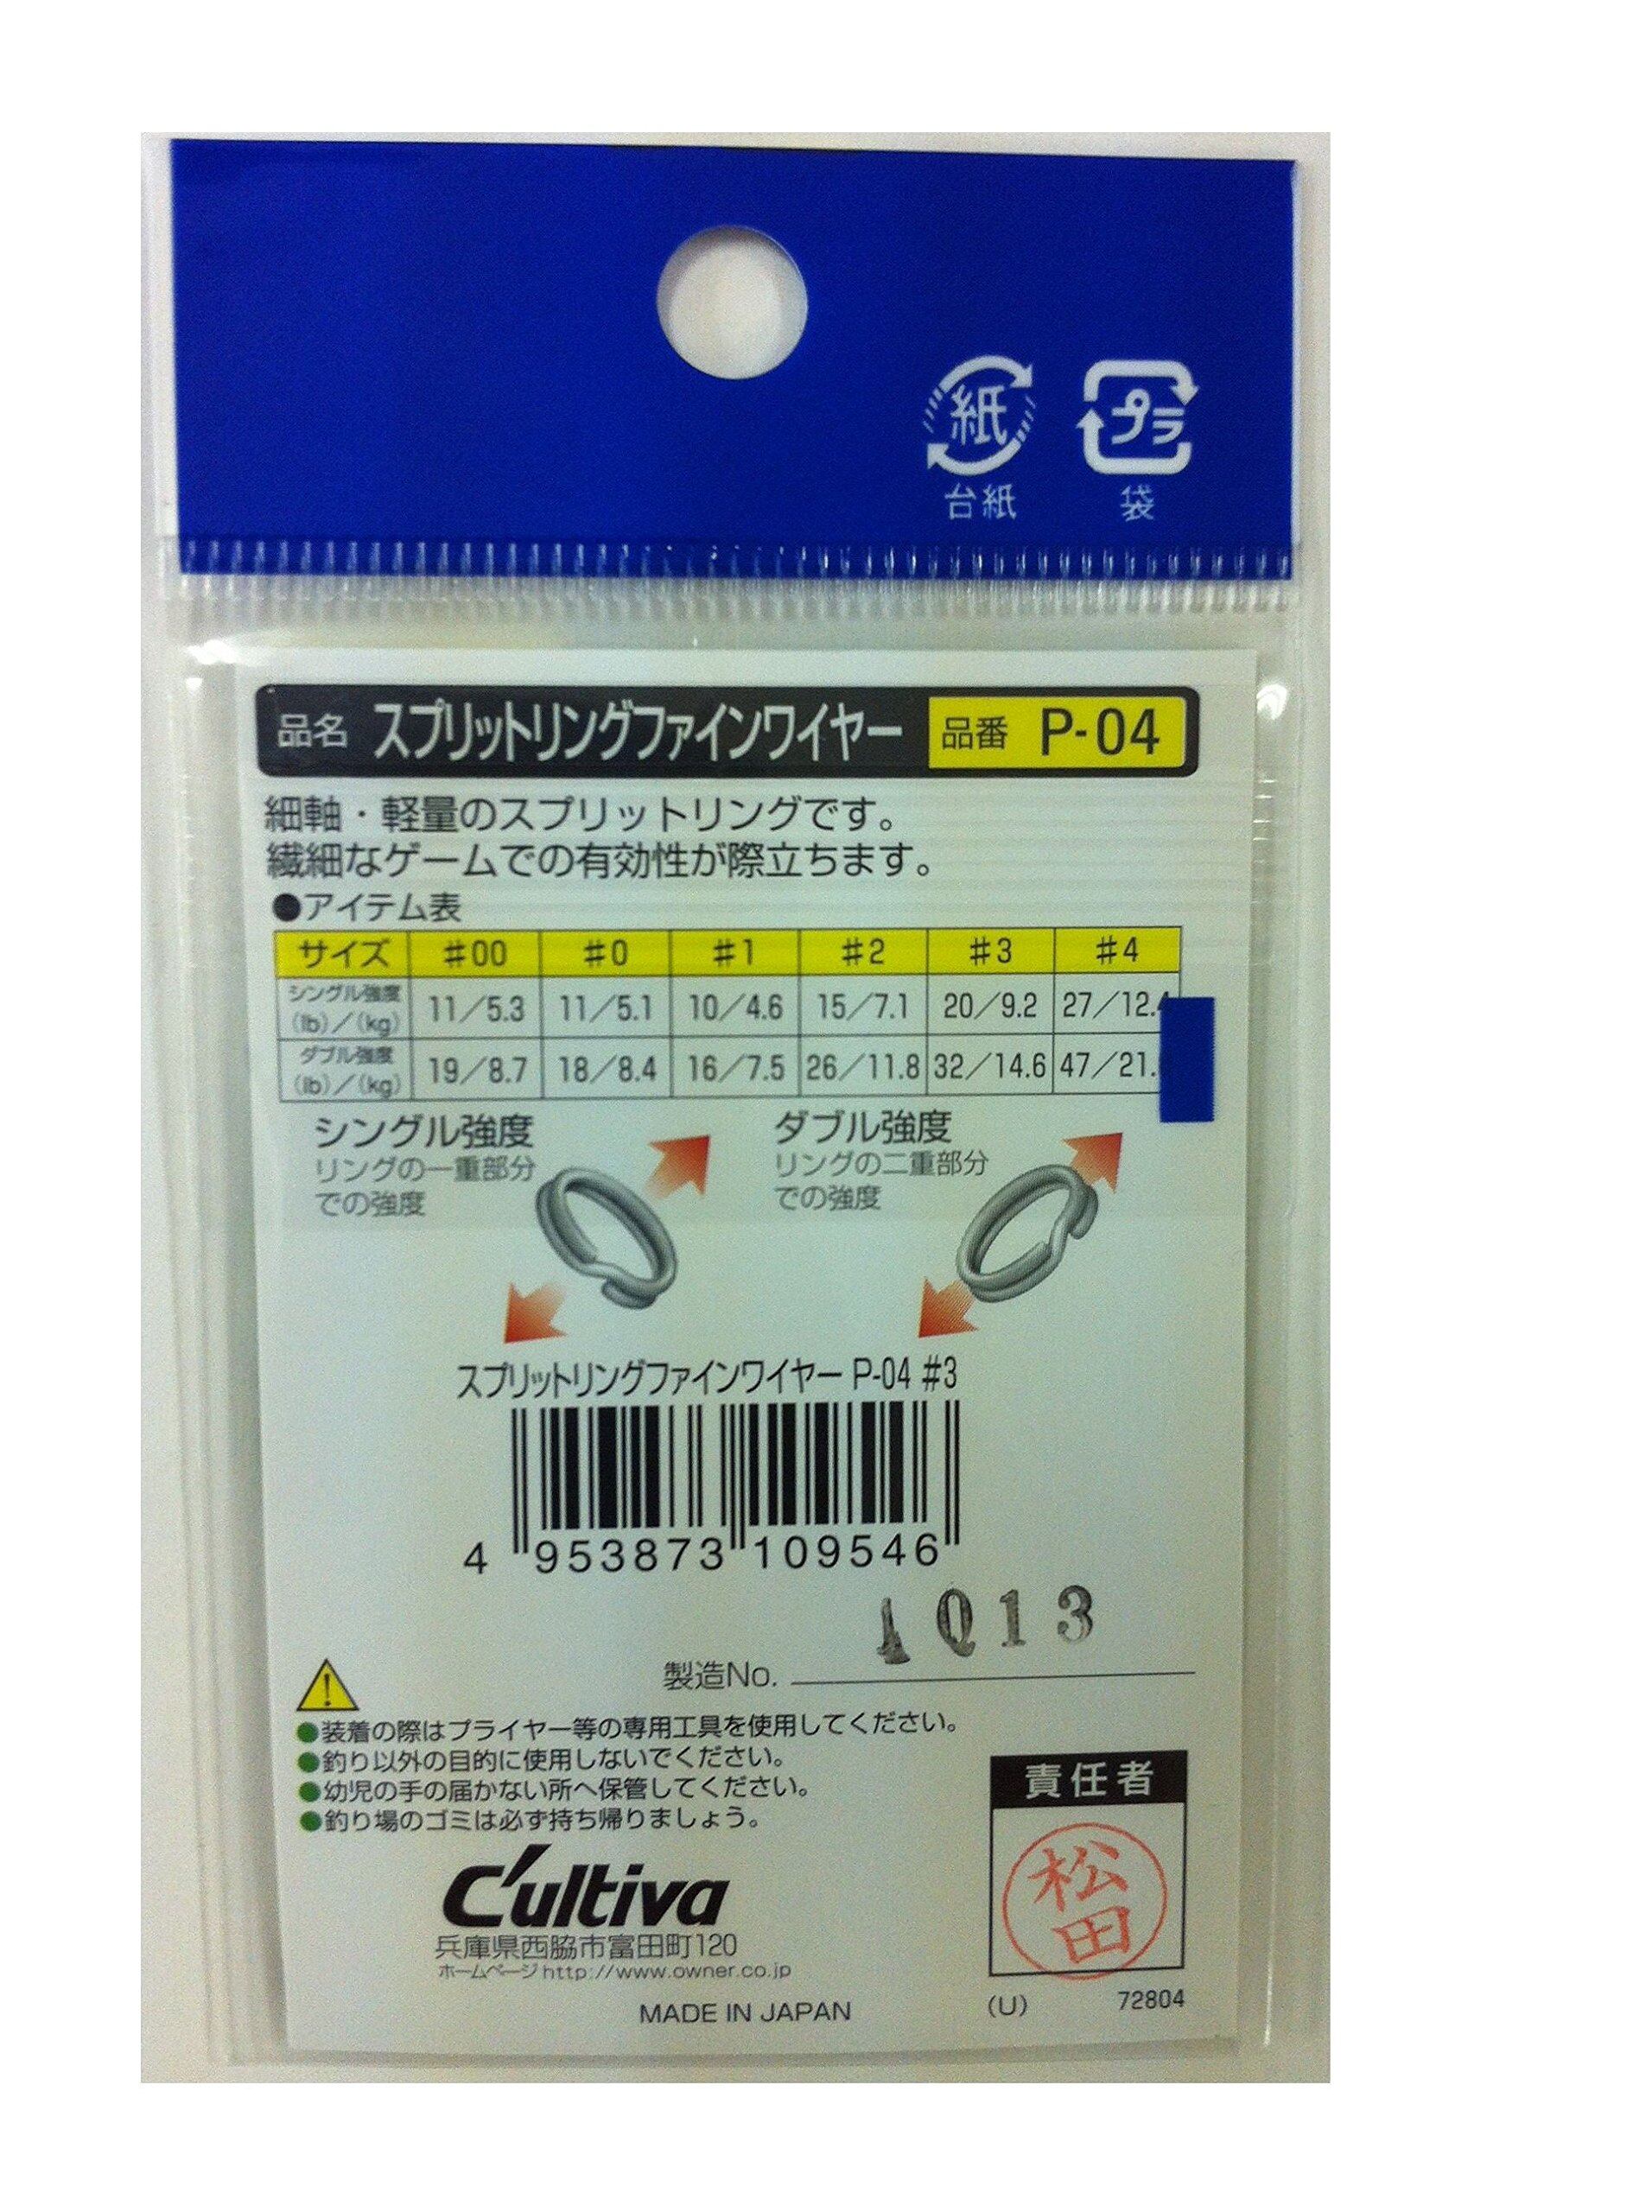 紙 プラ
台紙 袋
品名 スプリットリングファインワイヤー 品番 P-04
細軸・軽量のスプリットリングです。
繊細なゲームでの有効性が際立ちます。
●アイテム表
サイズ #00 #0 #1 #2 #3 #4
シングル強度 (lb)/(kg) 11/5.3 11/5.1 10/4.6 15/7.1 20/9.2 27/12.4
ダブル強度 (lb)/(kg) 19/8.7 18/8.4 16/7.5 26/11.8 32/14.6 47/21.
シングル強度 ダブル強度
リングの一重部分 リングの二重部分
での強度 での強度
スプリットリングファインワイヤー P-04 #3
4 953873 109546
1013
製造No.
●装着の際はプライヤー等の専用工具を使用してください。
●釣り以外の目的に使用しないでください。
●幼児の手の届かない所へ保管してください。
●釣り場のゴミは必ず持ち帰りましょう。
責任者
松田
C'ultiva
兵庫県西脇市富田町120
ホームページ http://www.owner.co.jp
MADE IN JAPAN (U) 72804